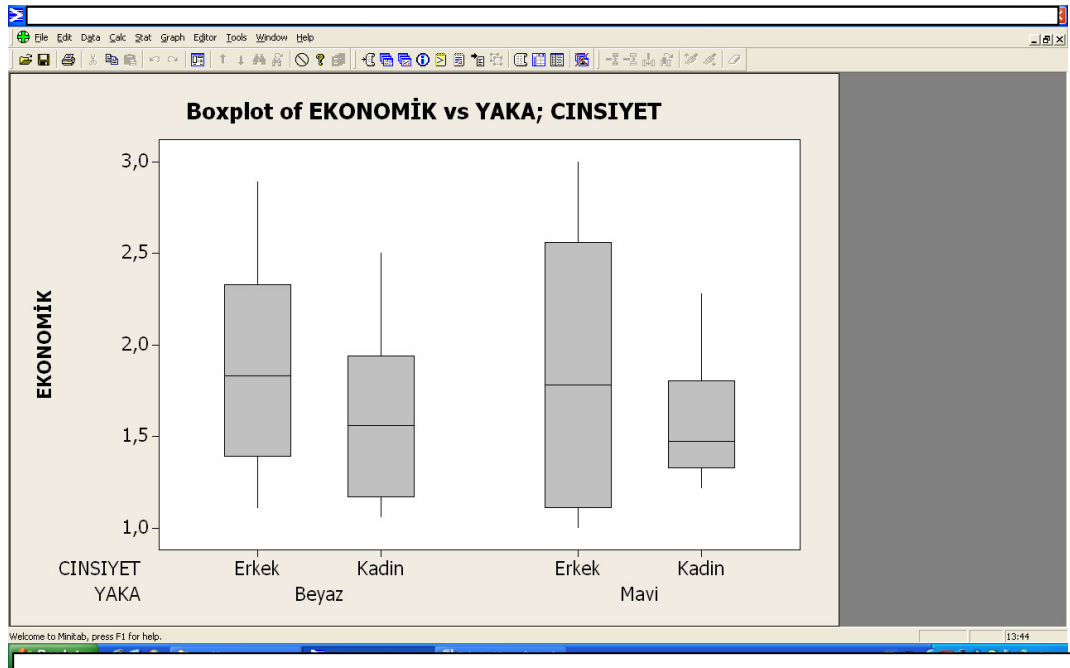 File Edit Data Calc Stat Graph Editor Tools Window Help
Boxplot of EKONOMİK vs YAKA; CINSIYET
3,0
2,5
2,0
1,5
1,0
EKONOMİK
CINSIYET Erkek Kadin Erkek Kadin
YAKA Beyaz Mavi
Welcome to Minitab, press F1 for help. 13:44